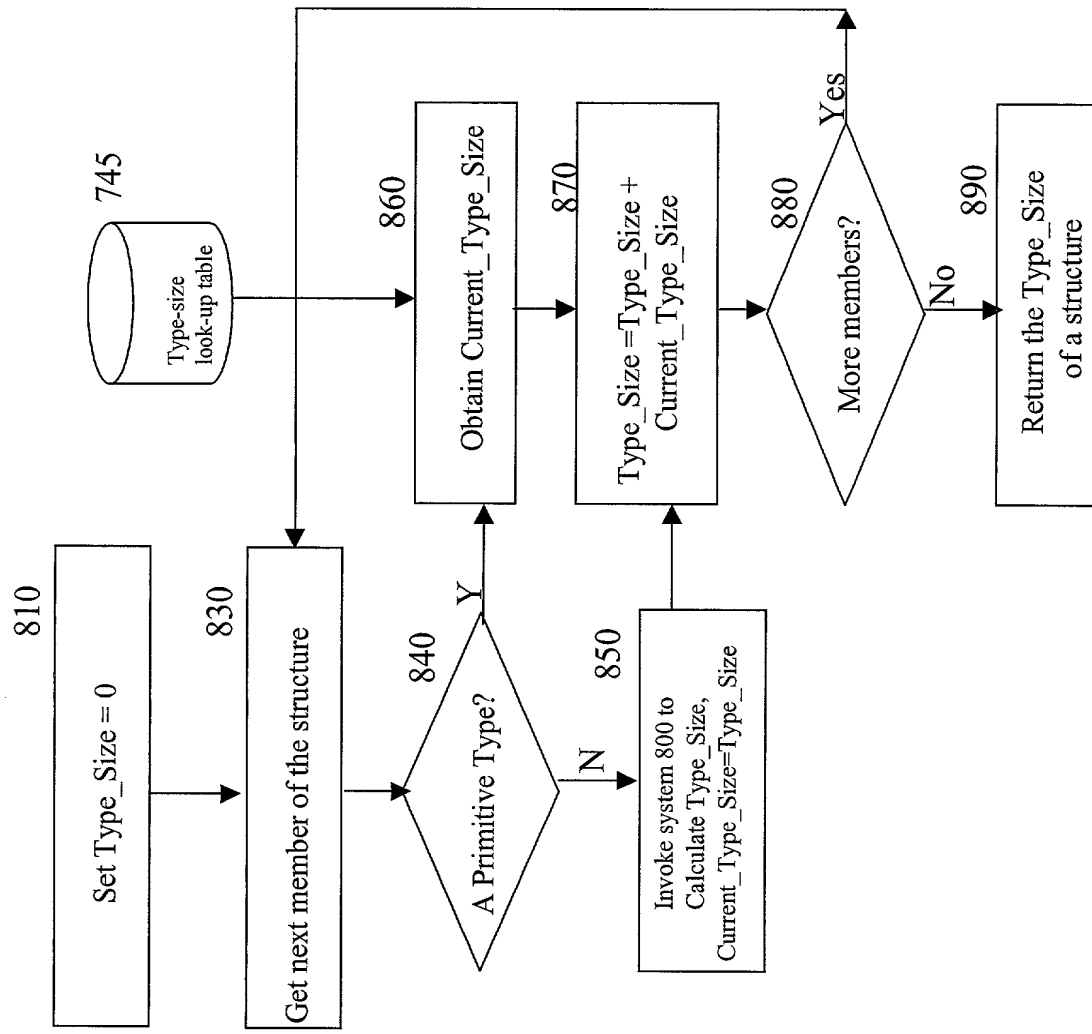 810
Set Type_Size = 0
830
Get next member of the structure
840
A Primitive Type?
Y
N
850
Invoke system 800 to
Calculate Type_Size,
Current_Type_Size=Type_Size
745
Type-size
look-up table
860
Obtain Current_Type_Size
870
Type_Size =Type_Size +
Current_Type_Size
880
More members?
Yes
No
890
Return the Type_Size
of a structure